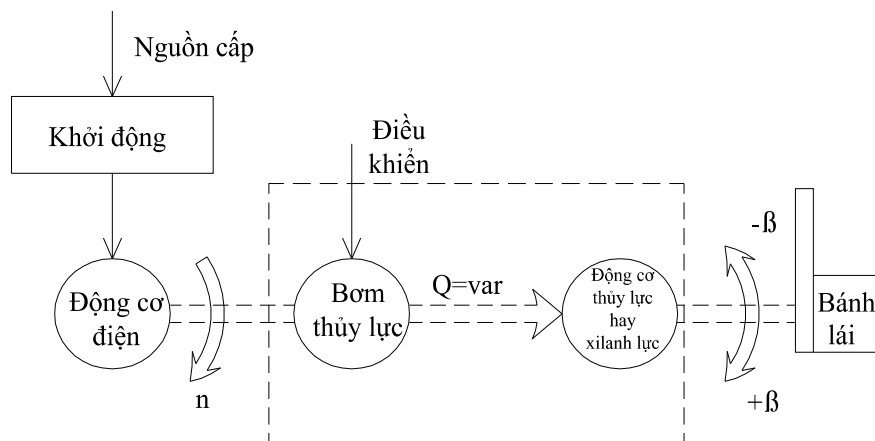 Nguồn cấp
Khởi động
Điều
khiển
Động cơ
điện
n
Bơm
thủy lực
Q=var
Động cơ
thủy lực
hay
xilanh lực
-ß
+ß
Bánh
lái